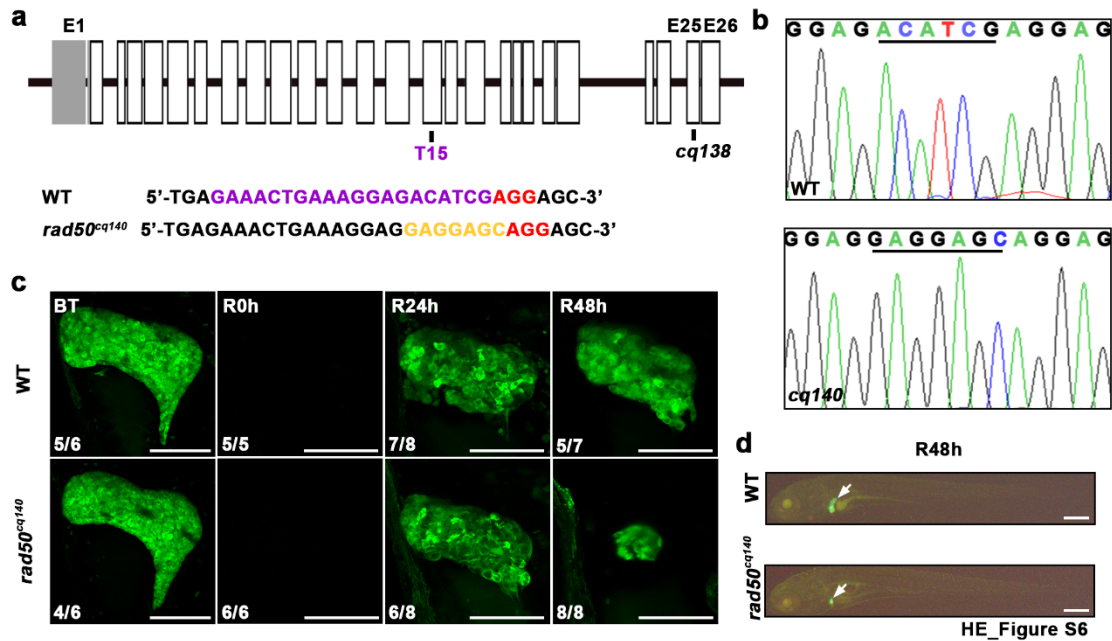 a
E1
E25E26
T15
cq138
WT 5'-TGAGAAACTGAAAGGAGACATCGAGGAGC-3'
rad50cq140 5'-TGAGAAACTGAAAGGAGGAGGAGCAGGAGC-3'
b
GGAGACATCGAGGAG
WT
GGAGGAGGAGCAGGAG
cq140
c
BT
R0h
R24h
R48h
WT
5/6
5/5
7/8
5/7
rad50cq140
4/6
6/6
6/8
8/8
d
R48h
WT
rad50cq140
HE_Figure S6